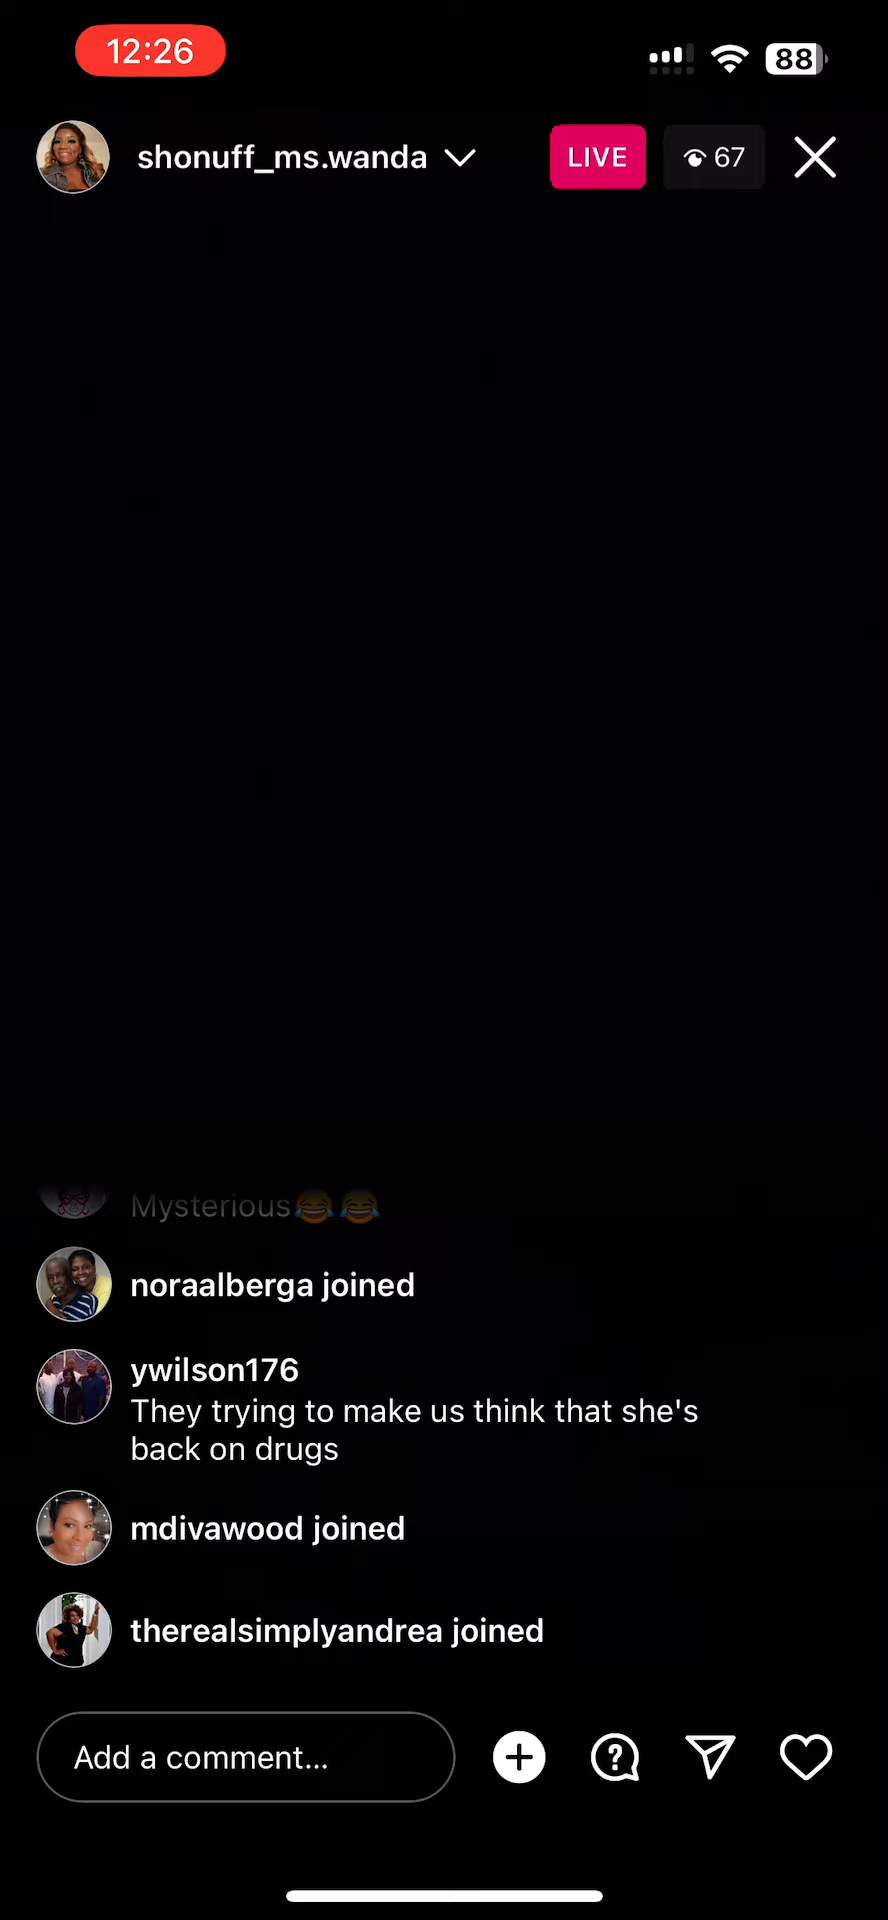 12:26
88
shonuff_ms.wanda
LIVE
67
Mysterious😂😂
noraalberga joined
ywilson176
They trying to make us think that she's
back on drugs
mdivawood joined
therealsimplyandrea joined
Add a comment...